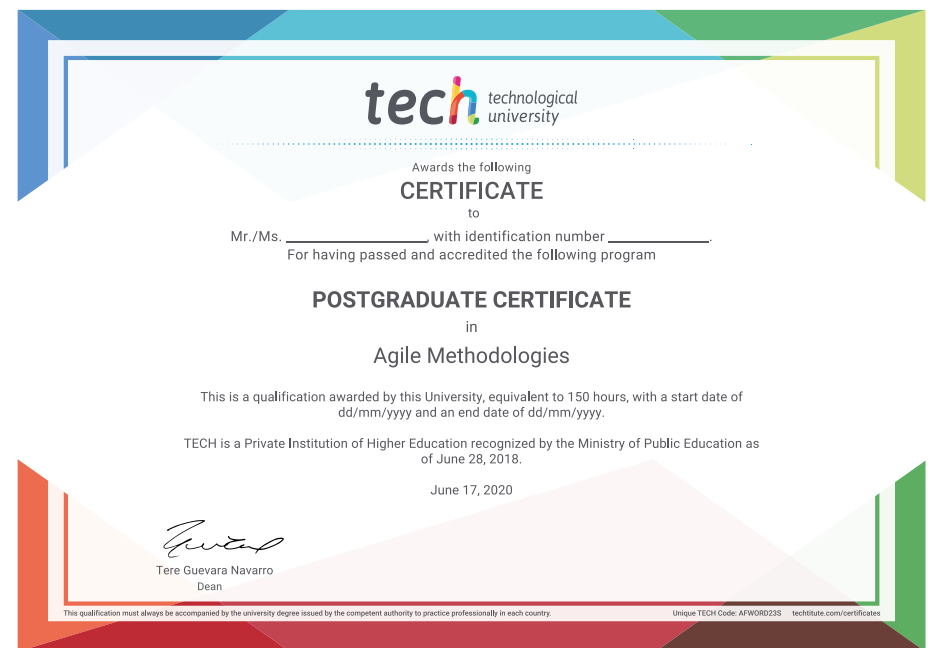 tech technological
university
Awards the following
CERTIFICATE
to
Mr./Ms. ____________________, with identification number ______________.
For having passed and accredited the following program
POSTGRADUATE CERTIFICATE
in
Agile Methodologies
This is a qualification awarded by this University, equivalent to 150 hours, with a start date of
dd/mm/yyyy and an end date of dd/mm/yyyy.
TECH is a Private Institution of Higher Education recognized by the Ministry of Public Education as
of June 28, 2018.
June 17, 2020
Tere Guevara Navarro
Dean
This qualification must always be accompanied by the university degree issued by the competent authority to practice professionally in each country. Unique TECH Code: AFWORD23S techtitute.com/certificates